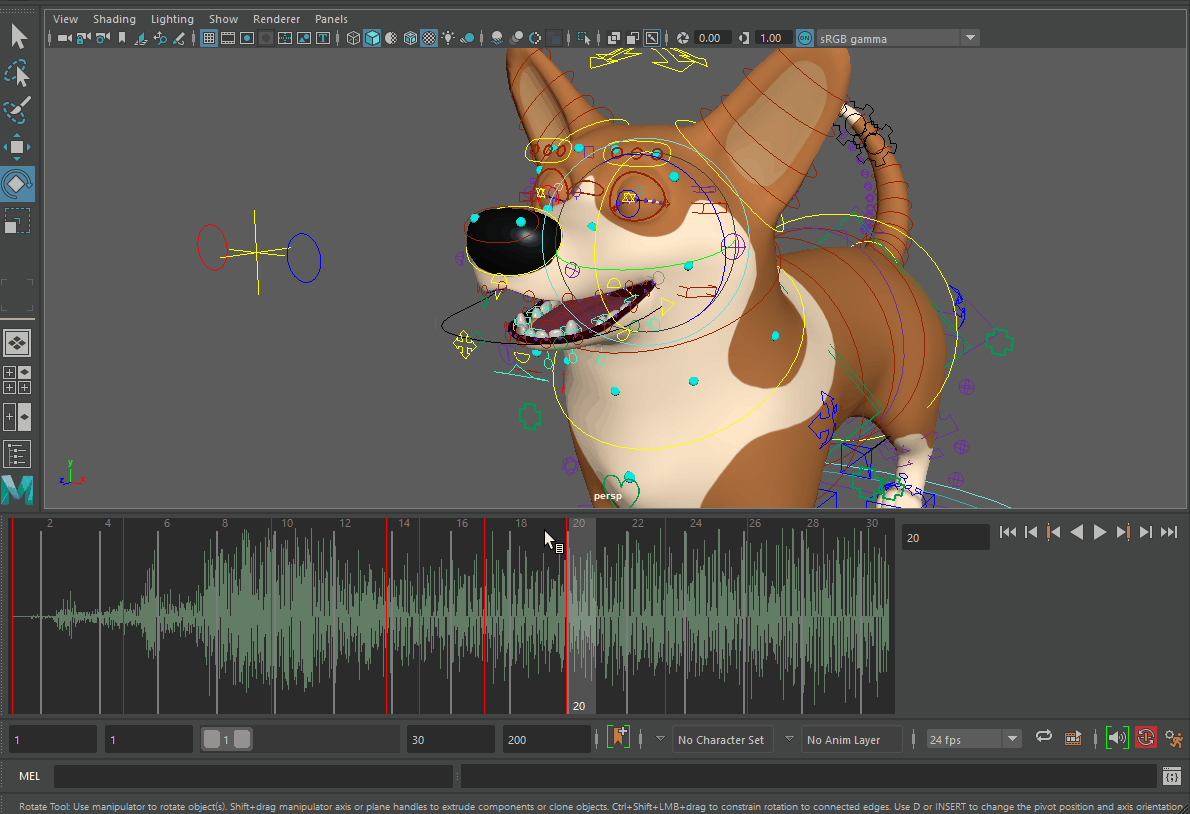 View Shading Lighting Show Renderer Panels
0.00 1.00 ON sRGB gamma
y
z
persp
2 4 6 8 10 12 14 16 18 20 22 24 26 28 30
20
20
1 1 1 30 200 No Character Set No Anim Layer 24 fps
MEL
Rotate Tool: Use manipulator to rotate object(s). Shift+drag manipulator axis or plane handles to extrude components or clone objects. Ctrl+Shift+LMB+drag to constrain rotation to connected edges. Use D or INSERT to change the pivot position and axis orientation